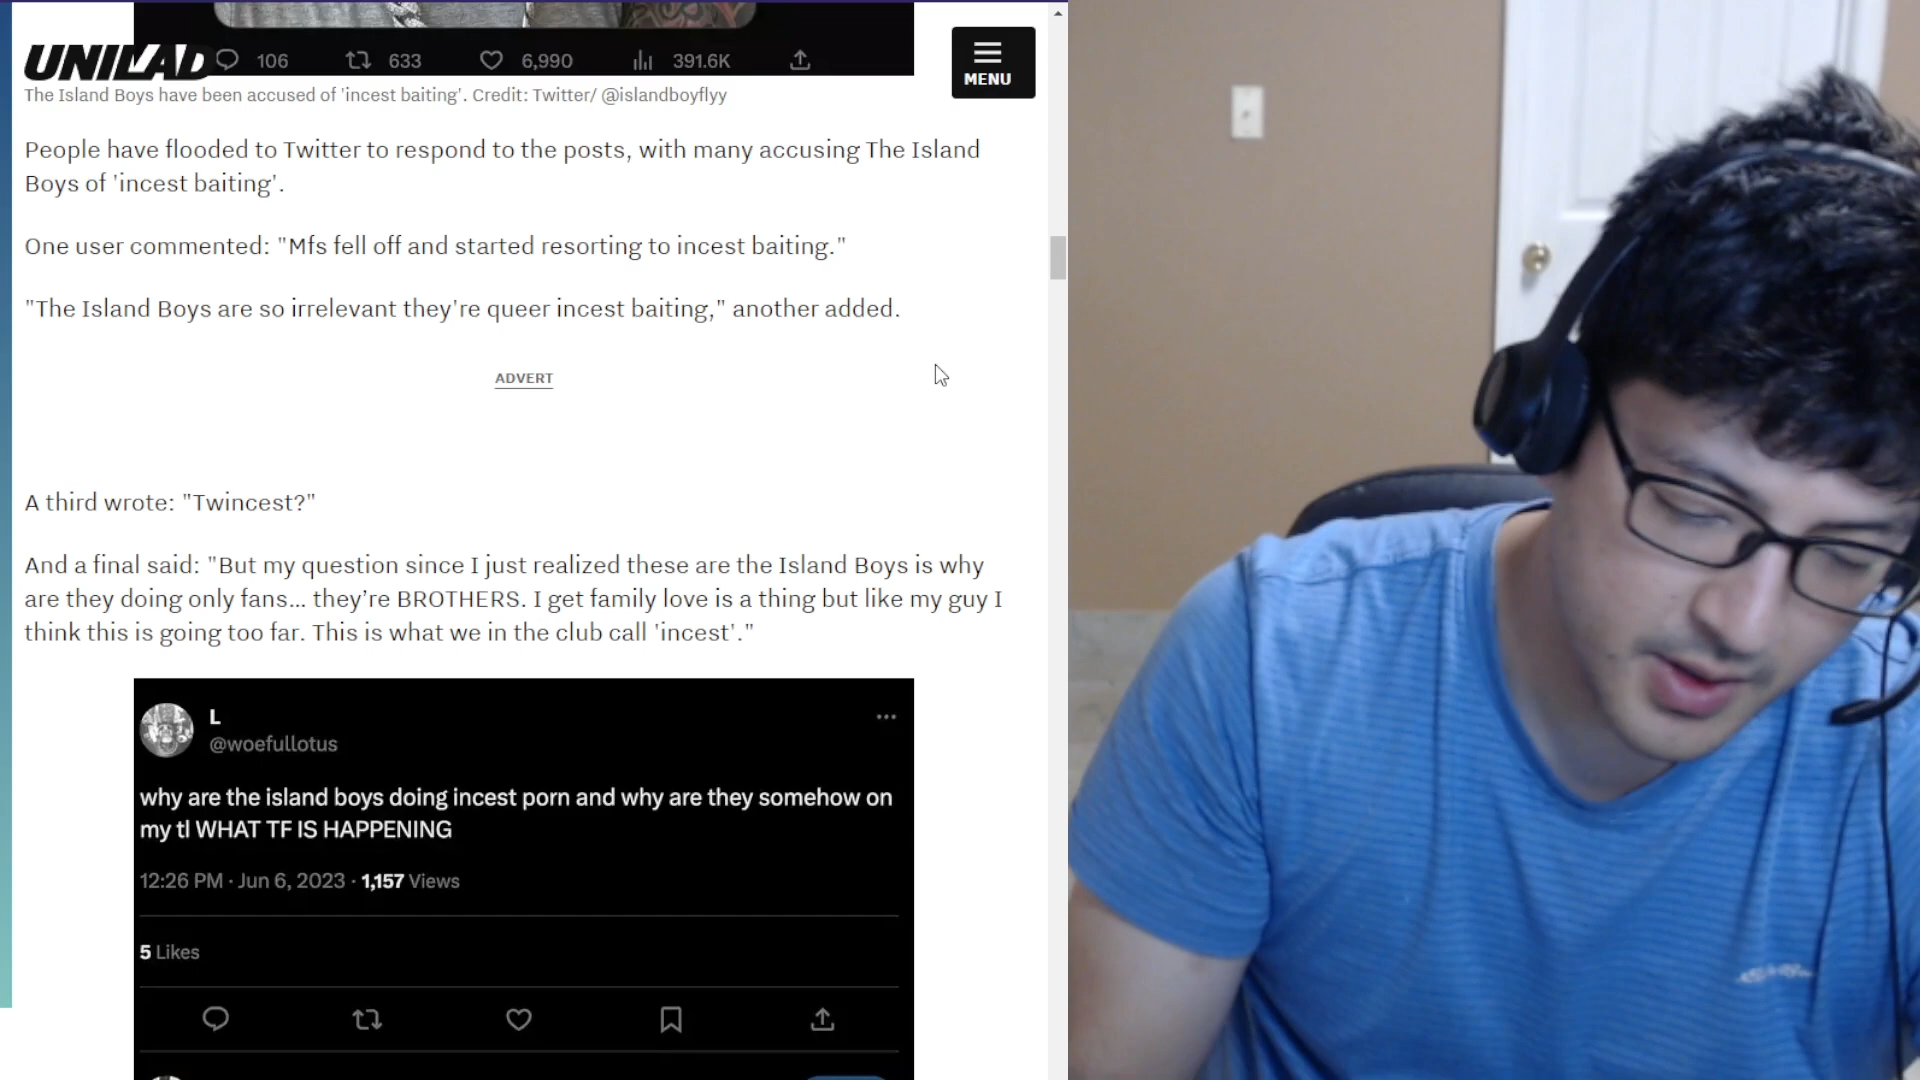 106 633 6,990 391.6K
UNILAD
MENU
The Island Boys have been accused of 'incest baiting'. Credit: Twitter/ @islandboyflyy
People have flooded to Twitter to respond to the posts, with many accusing The Island
Boys of 'incest baiting'.
One user commented: "Mfs fell off and started resorting to incest baiting."
"The Island Boys are so irrelevant they're queer incest baiting," another added.
ADVERT
A third wrote: "Twincest?"
And a final said: "But my question since I just realized these are the Island Boys is why
are they doing only fans... they’re BROTHERS. I get family love is a thing but like my guy I
think this is going too far. This is what we in the club call 'incest'."
L
@woefullotus
why are the island boys doing incest porn and why are they somehow on
my tl WHAT TF IS HAPPENING
12:26 PM · Jun 6, 2023 · 1,157 Views
5 Likes